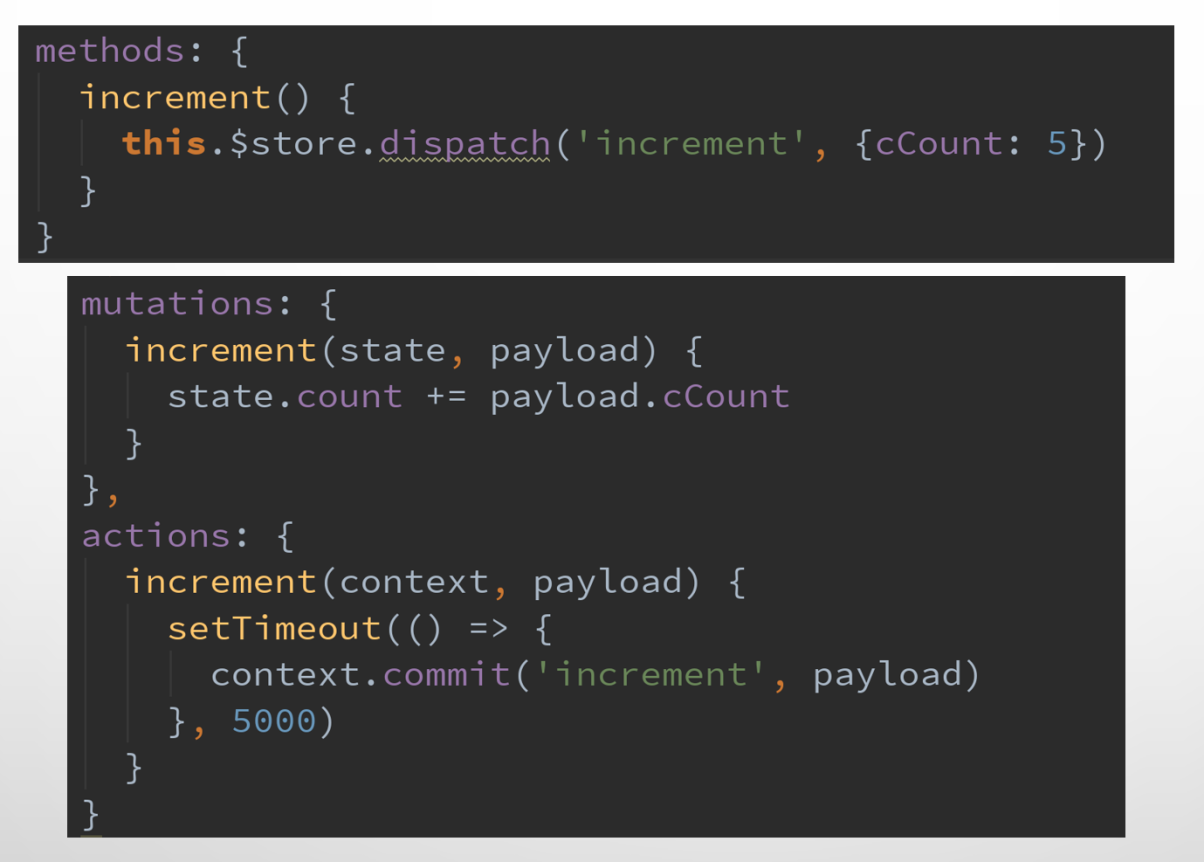 methods: {
  increment() {
    this.$store.dispatch('increment', {cCount: 5})
  }
}
mutations: {
  increment(state, payload) {
    state.count += payload.cCount
  }
},
actions: {
  increment(context, payload) {
    setTimeout(() => {
      context.commit('increment', payload)
    }, 5000)
  }
}